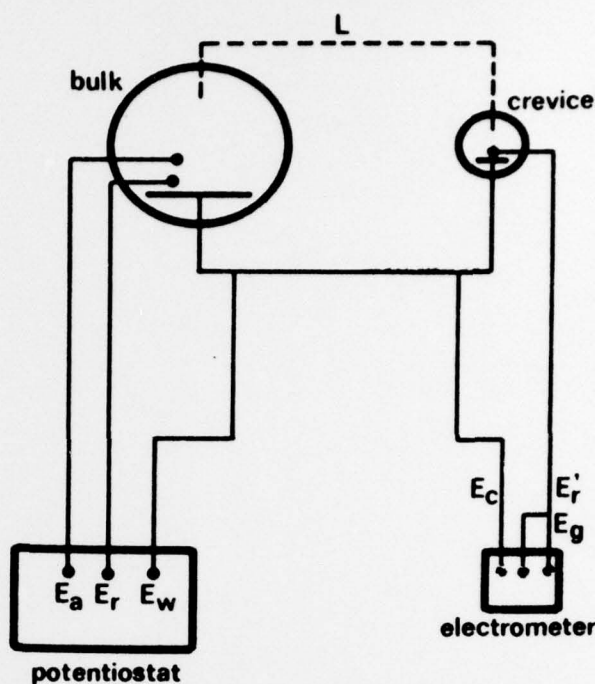 L
bulk
crevice
E_c
E_r'
E_g
E_a E_r E_w
electrometer
potentiostat